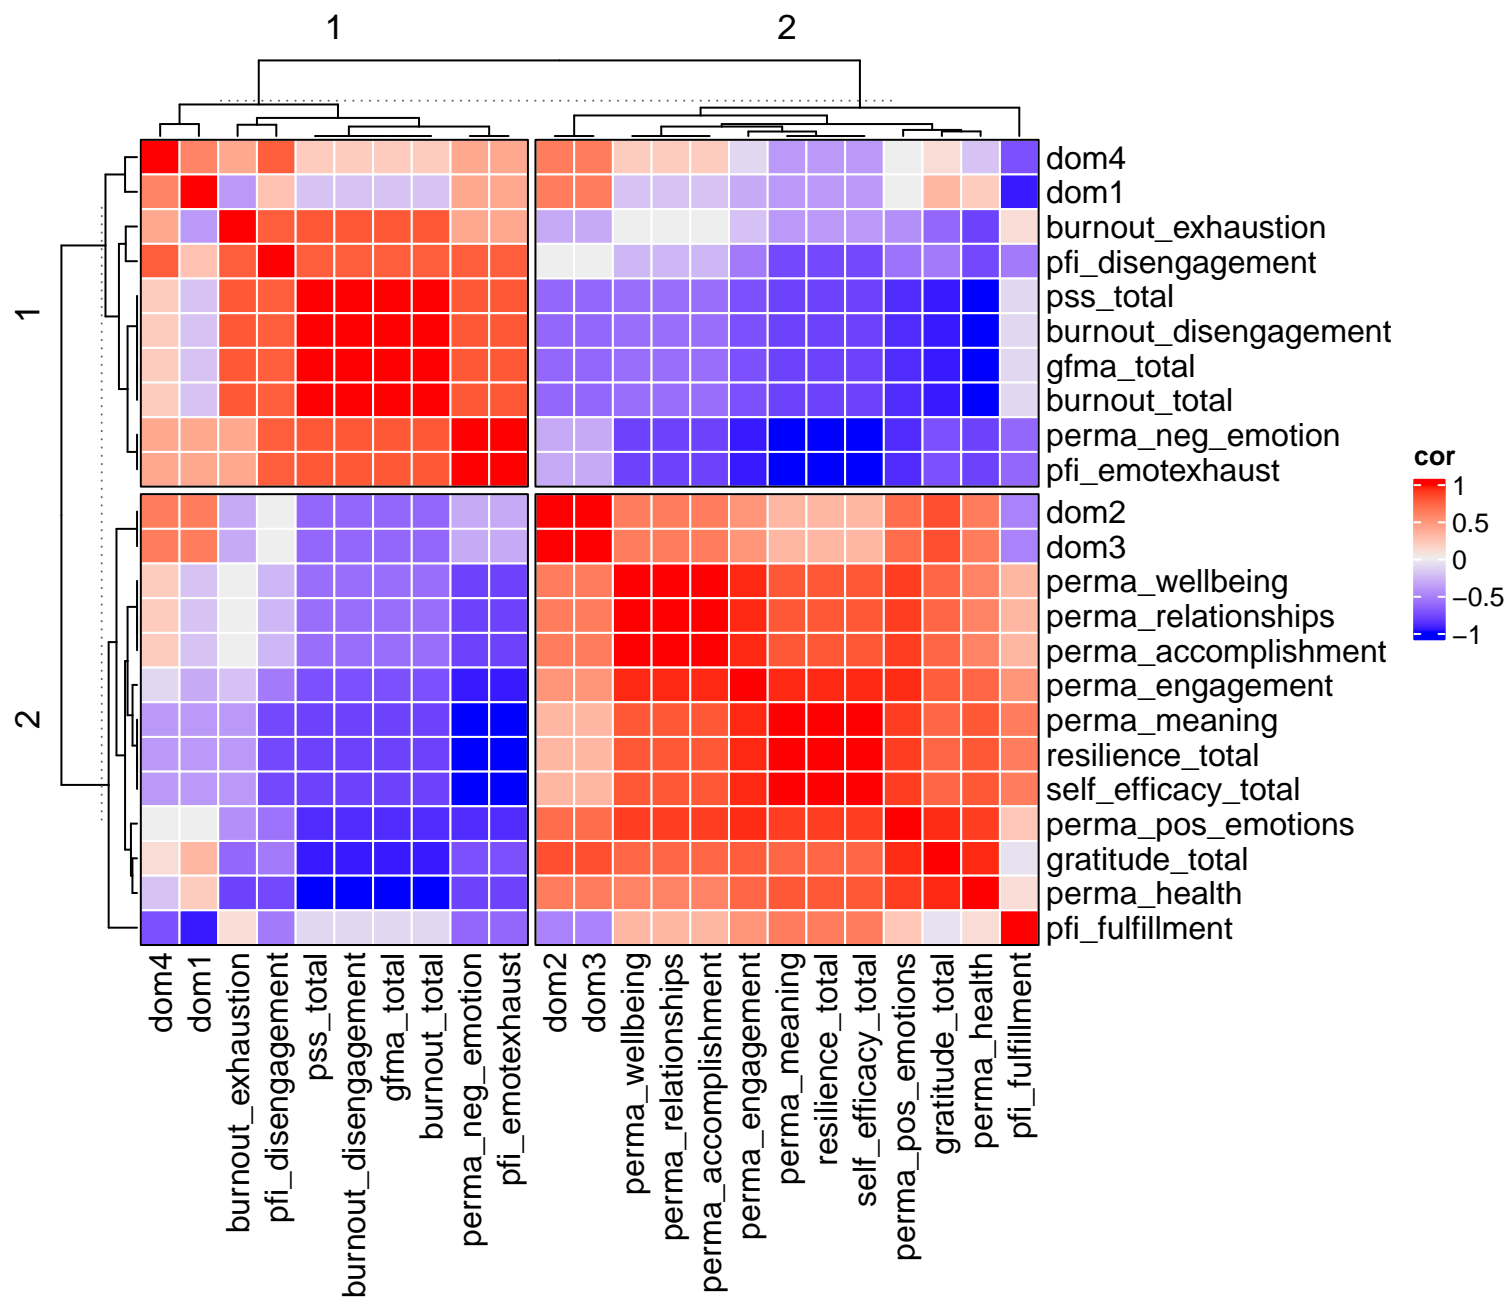 1 2
dom4
dom1
burnout_exhaustion
pfi_disengagement
pss_total
burnout_disengagement
gfma_total
burnout_total
perma_neg_emotion
pfi_emotexhaust
dom2
dom3
perma_wellbeing
perma_relationships
perma_accomplishment
perma_engagement
perma_meaning
resilience_total
self_efficacy_total
perma_pos_emotions
gratitude_total
perma_health
pfi_fulfillment
1
2
cor
1
0.5
0
−0.5
−1
dom4
dom1
burnout_exhaustion
pfi_disengagement
pss_total
burnout_disengagement
gfma_total
burnout_total
perma_neg_emotion
pfi_emotexhaust
dom2
dom3
perma_wellbeing
perma_relationships
perma_accomplishment
perma_engagement
perma_meaning
resilience_total
self_efficacy_total
perma_pos_emotions
gratitude_total
perma_health
pfi_fulfillment